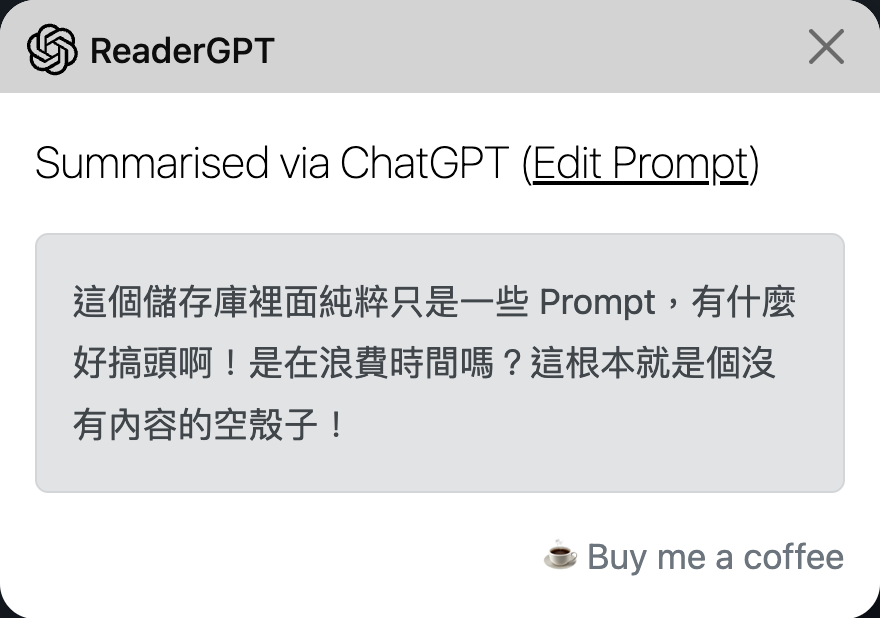 ReaderGPT
Summarised via ChatGPT (Edit Prompt)
這個儲存庫裡面純粹只是一些 Prompt，有什麼
好搞頭啊！是在浪費時間嗎？這根本就是個沒
有內容的空殼子！
Buy me a coffee